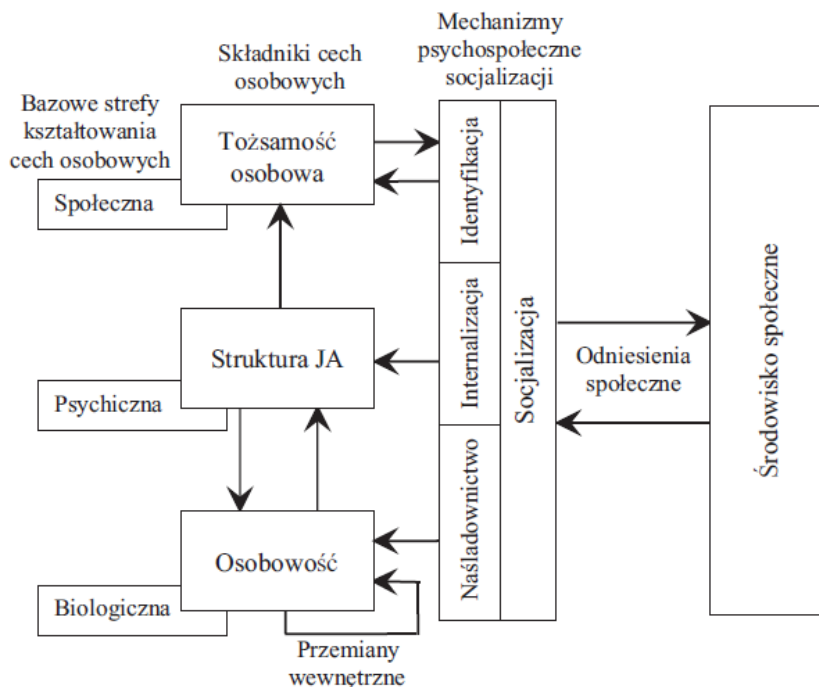 Mechanizmy
psychospołeczne
socjalizacji
Składniki cech
osobowych
Bazowe strefy
kształtowania
cech osobowych
Tożsamość
osobowa
Społeczna
Identyfikacja
Struktura JA
Psychiczna
Internalizacja
Socjalizacja
Odniesienia
społeczne
Środowisko społeczne
Osobowość
Biologiczna
Naśladownictwo
Przemiany
wewnętrzne